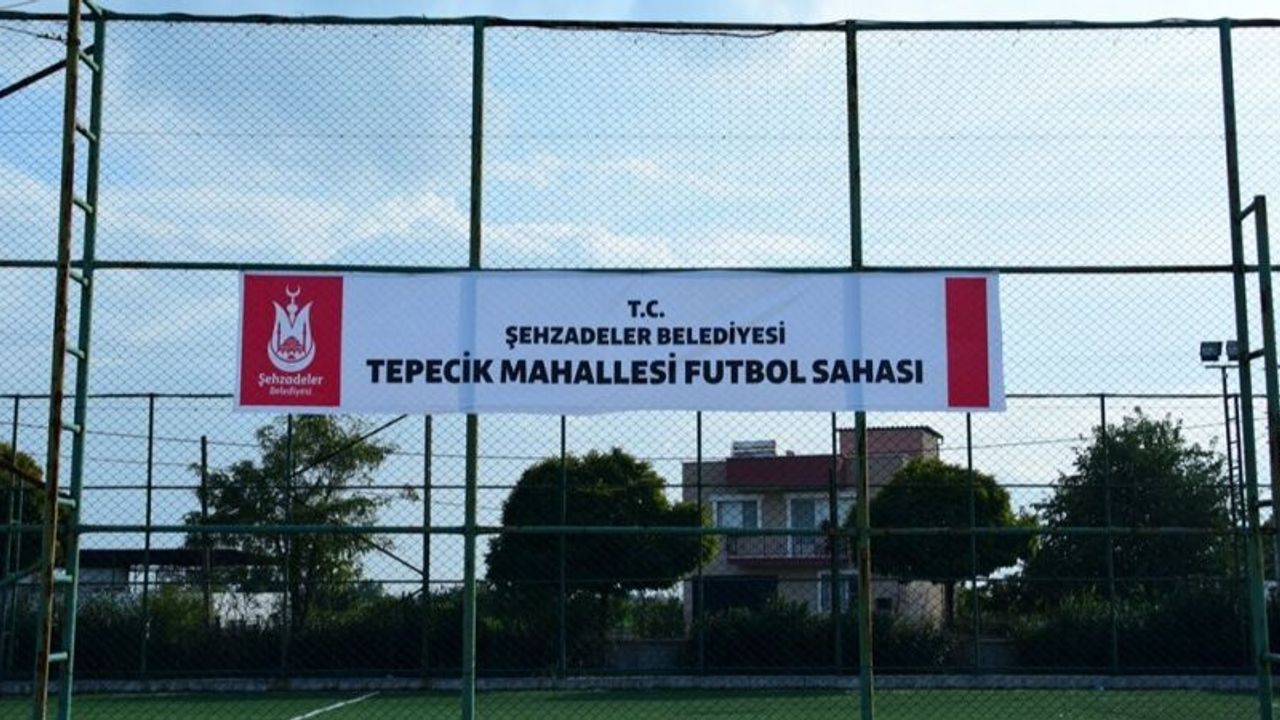 Şehzadeler
Belediyesi
T.C.
ŞEHZADELER BELEDİYESİ
TEPECİK MAHALLESİ FUTBOL SAHASI